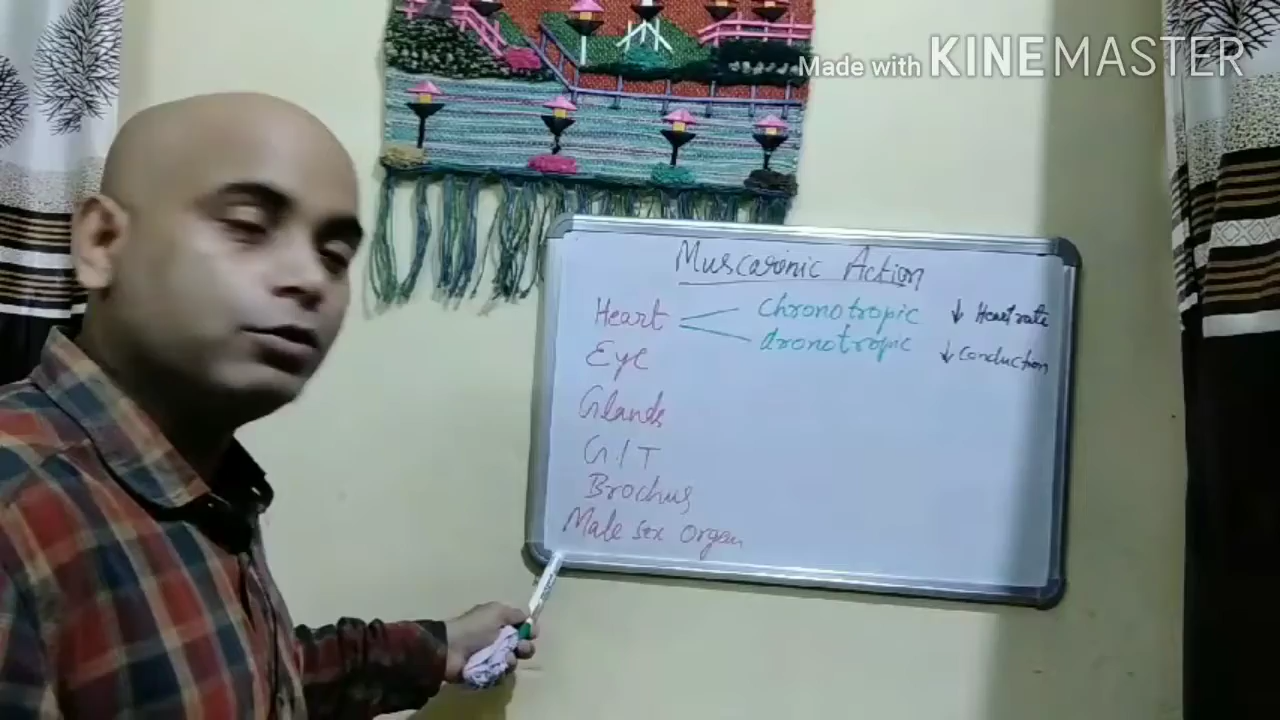 Made with KINEMASTER
Muscaronic Action
Heart Chronotropic ↓ Heart rate
dronotropic ↓ Conduction
Eye
Glands
G/T
Brochus
Male sex organ